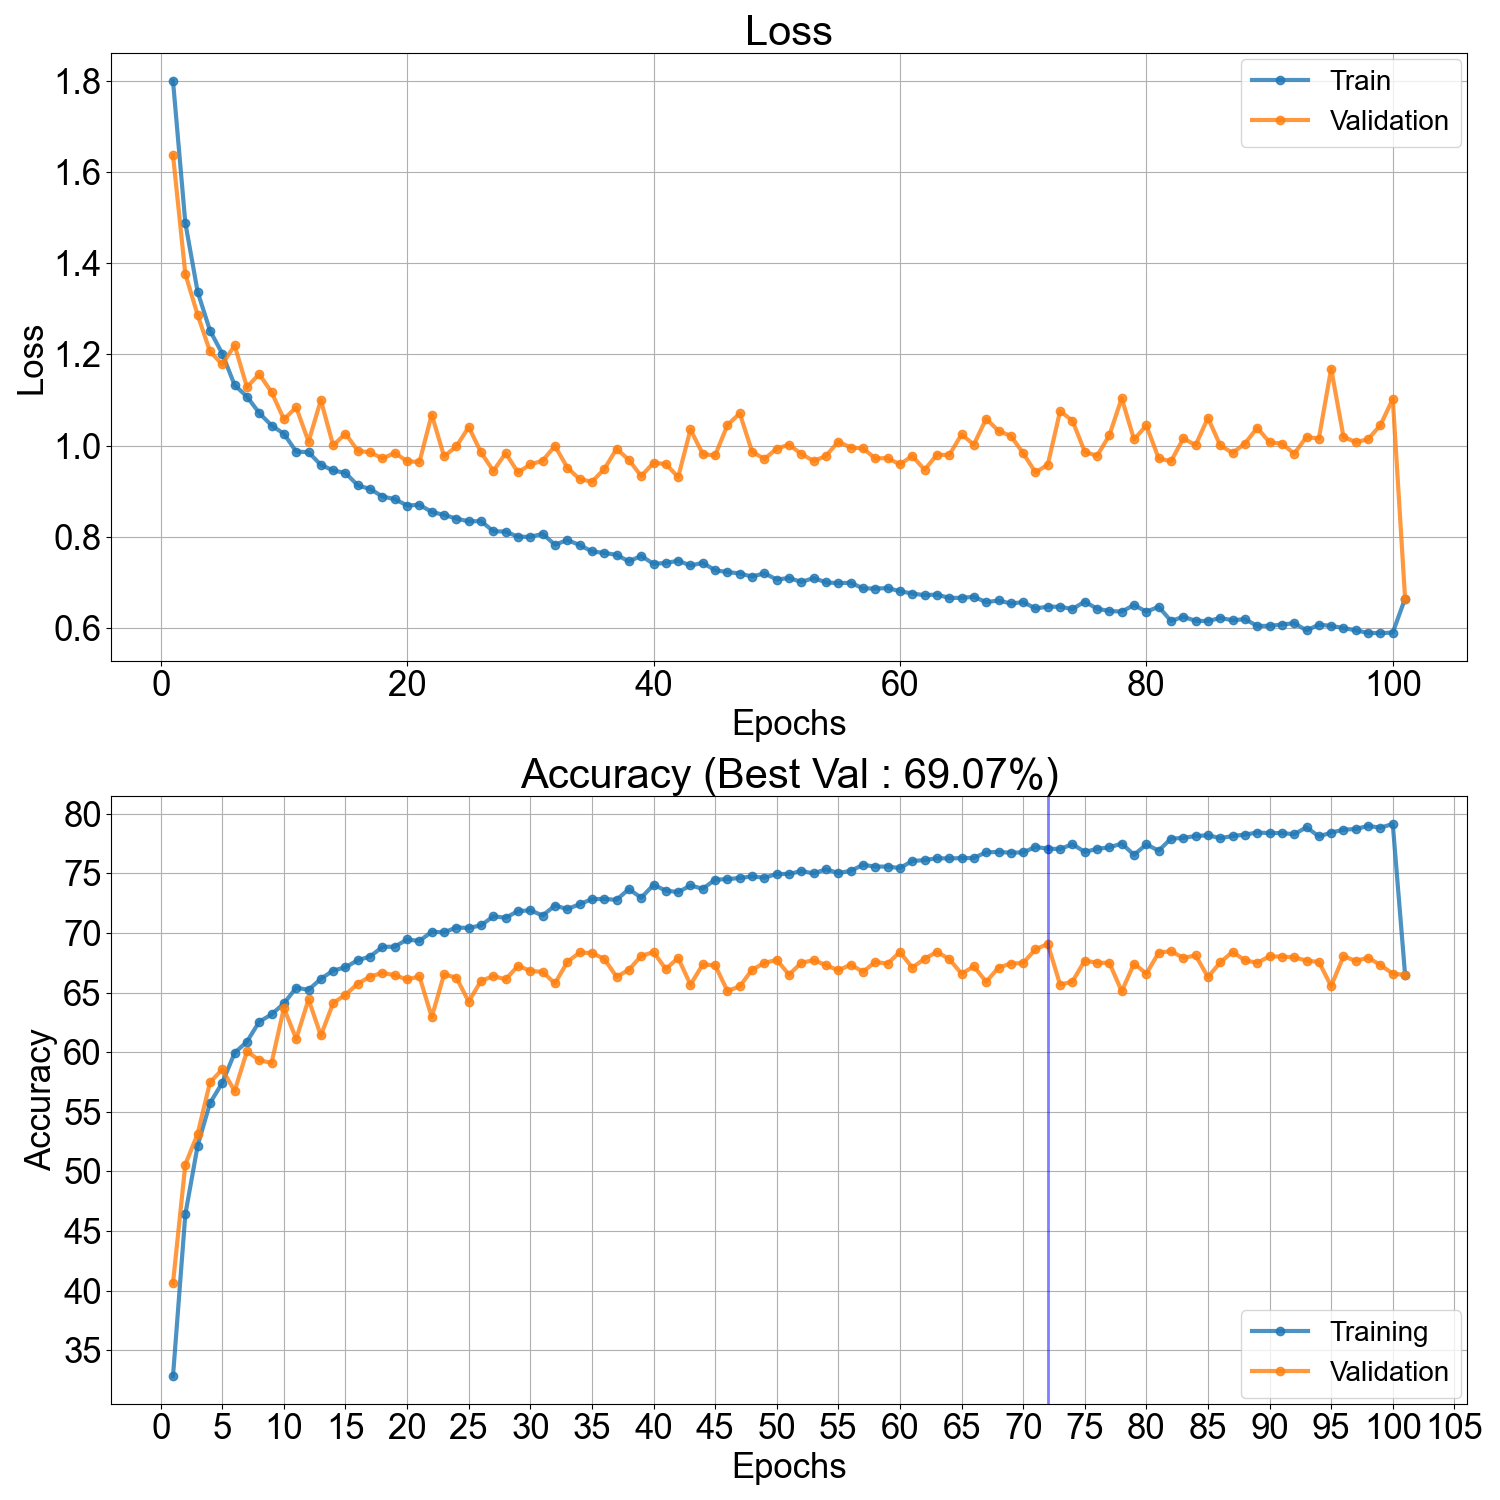 Loss
1.8
1.6
1.4
1.2
1.0
0.8
0.6
Loss
Train
Validation
0 20 40 60 80 100
Epochs
Accuracy (Best Val : 69.07%)
80
75
70
65
60
55
50
45
40
35
Accuracy
Training
Validation
0 5 10 15 20 25 30 35 40 45 50 55 60 65 70 75 80 85 90 95 100 105
Epochs